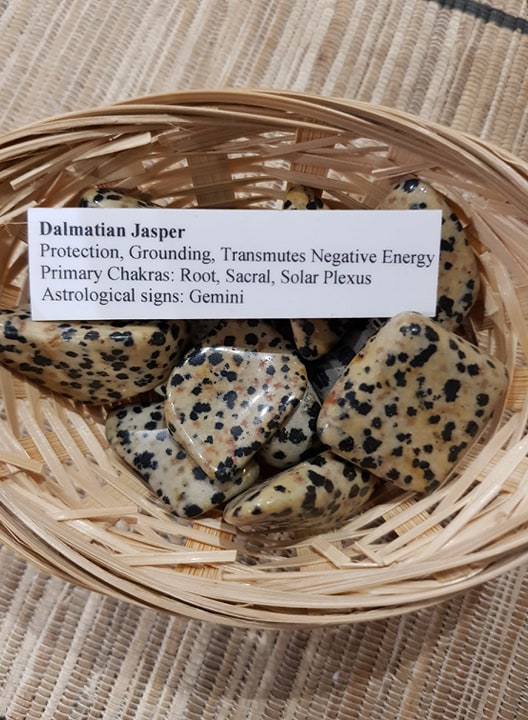 Dalmatian Jasper
Protection, Grounding, Transmutes Negative Energy
Primary Chakras: Root, Sacral, Solar Plexus
Astrological signs: Gemini